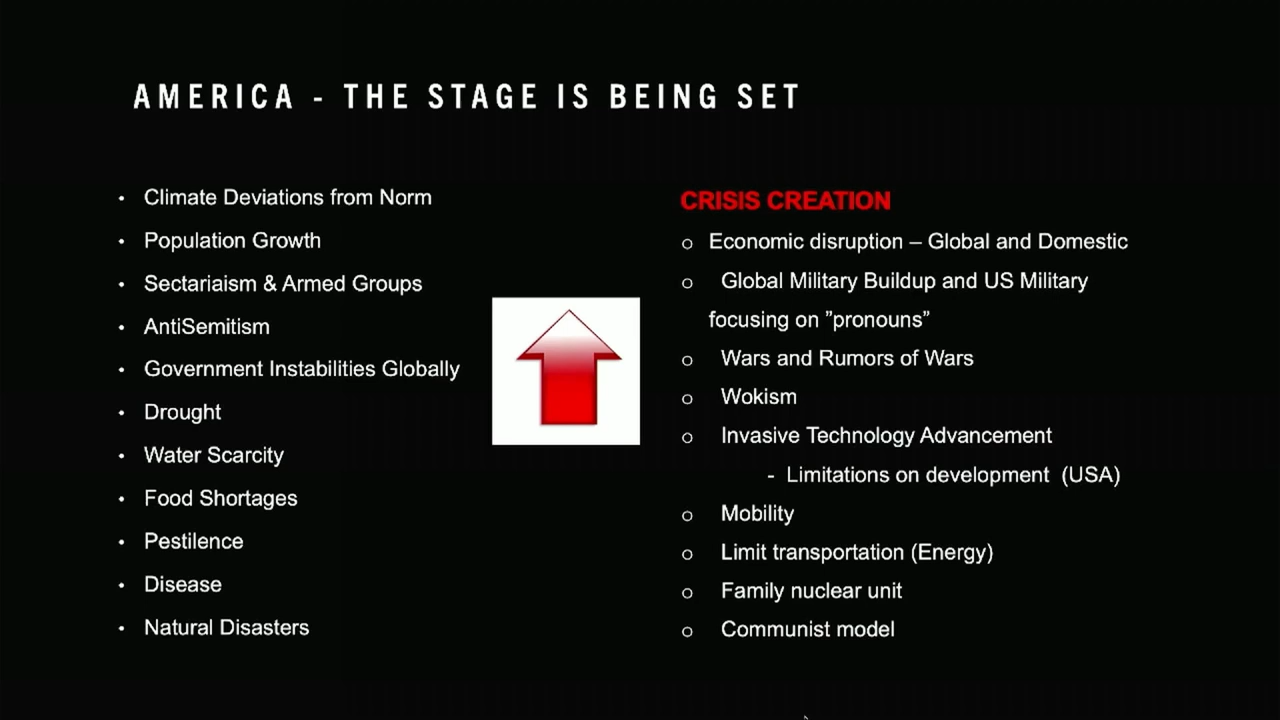 AMERICA - THE STAGE IS BEING SET
• Climate Deviations from Norm
• Population Growth
• Sectariaism & Armed Groups
• AntiSemitism
• Government Instabilities Globally
• Drought
• Water Scarcity
• Food Shortages
• Pestilence
• Disease
• Natural Disasters
CRISIS CREATION
o Economic disruption – Global and Domestic
o Global Military Buildup and US Military
focusing on ”pronouns”
o Wars and Rumors of Wars
o Wokism
o Invasive Technology Advancement
- Limitations on development (USA)
o Mobility
o Limit transportation (Energy)
o Family nuclear unit
o Communist model